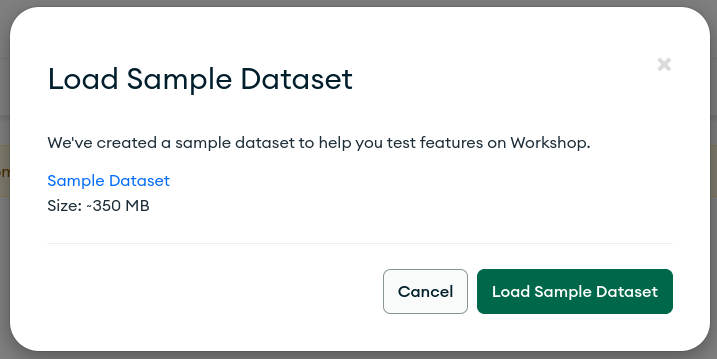 Load Sample Dataset
We've created a sample dataset to help you test features on Workshop.
Sample Dataset
Size: ~350 MB
Cancel
Load Sample Dataset